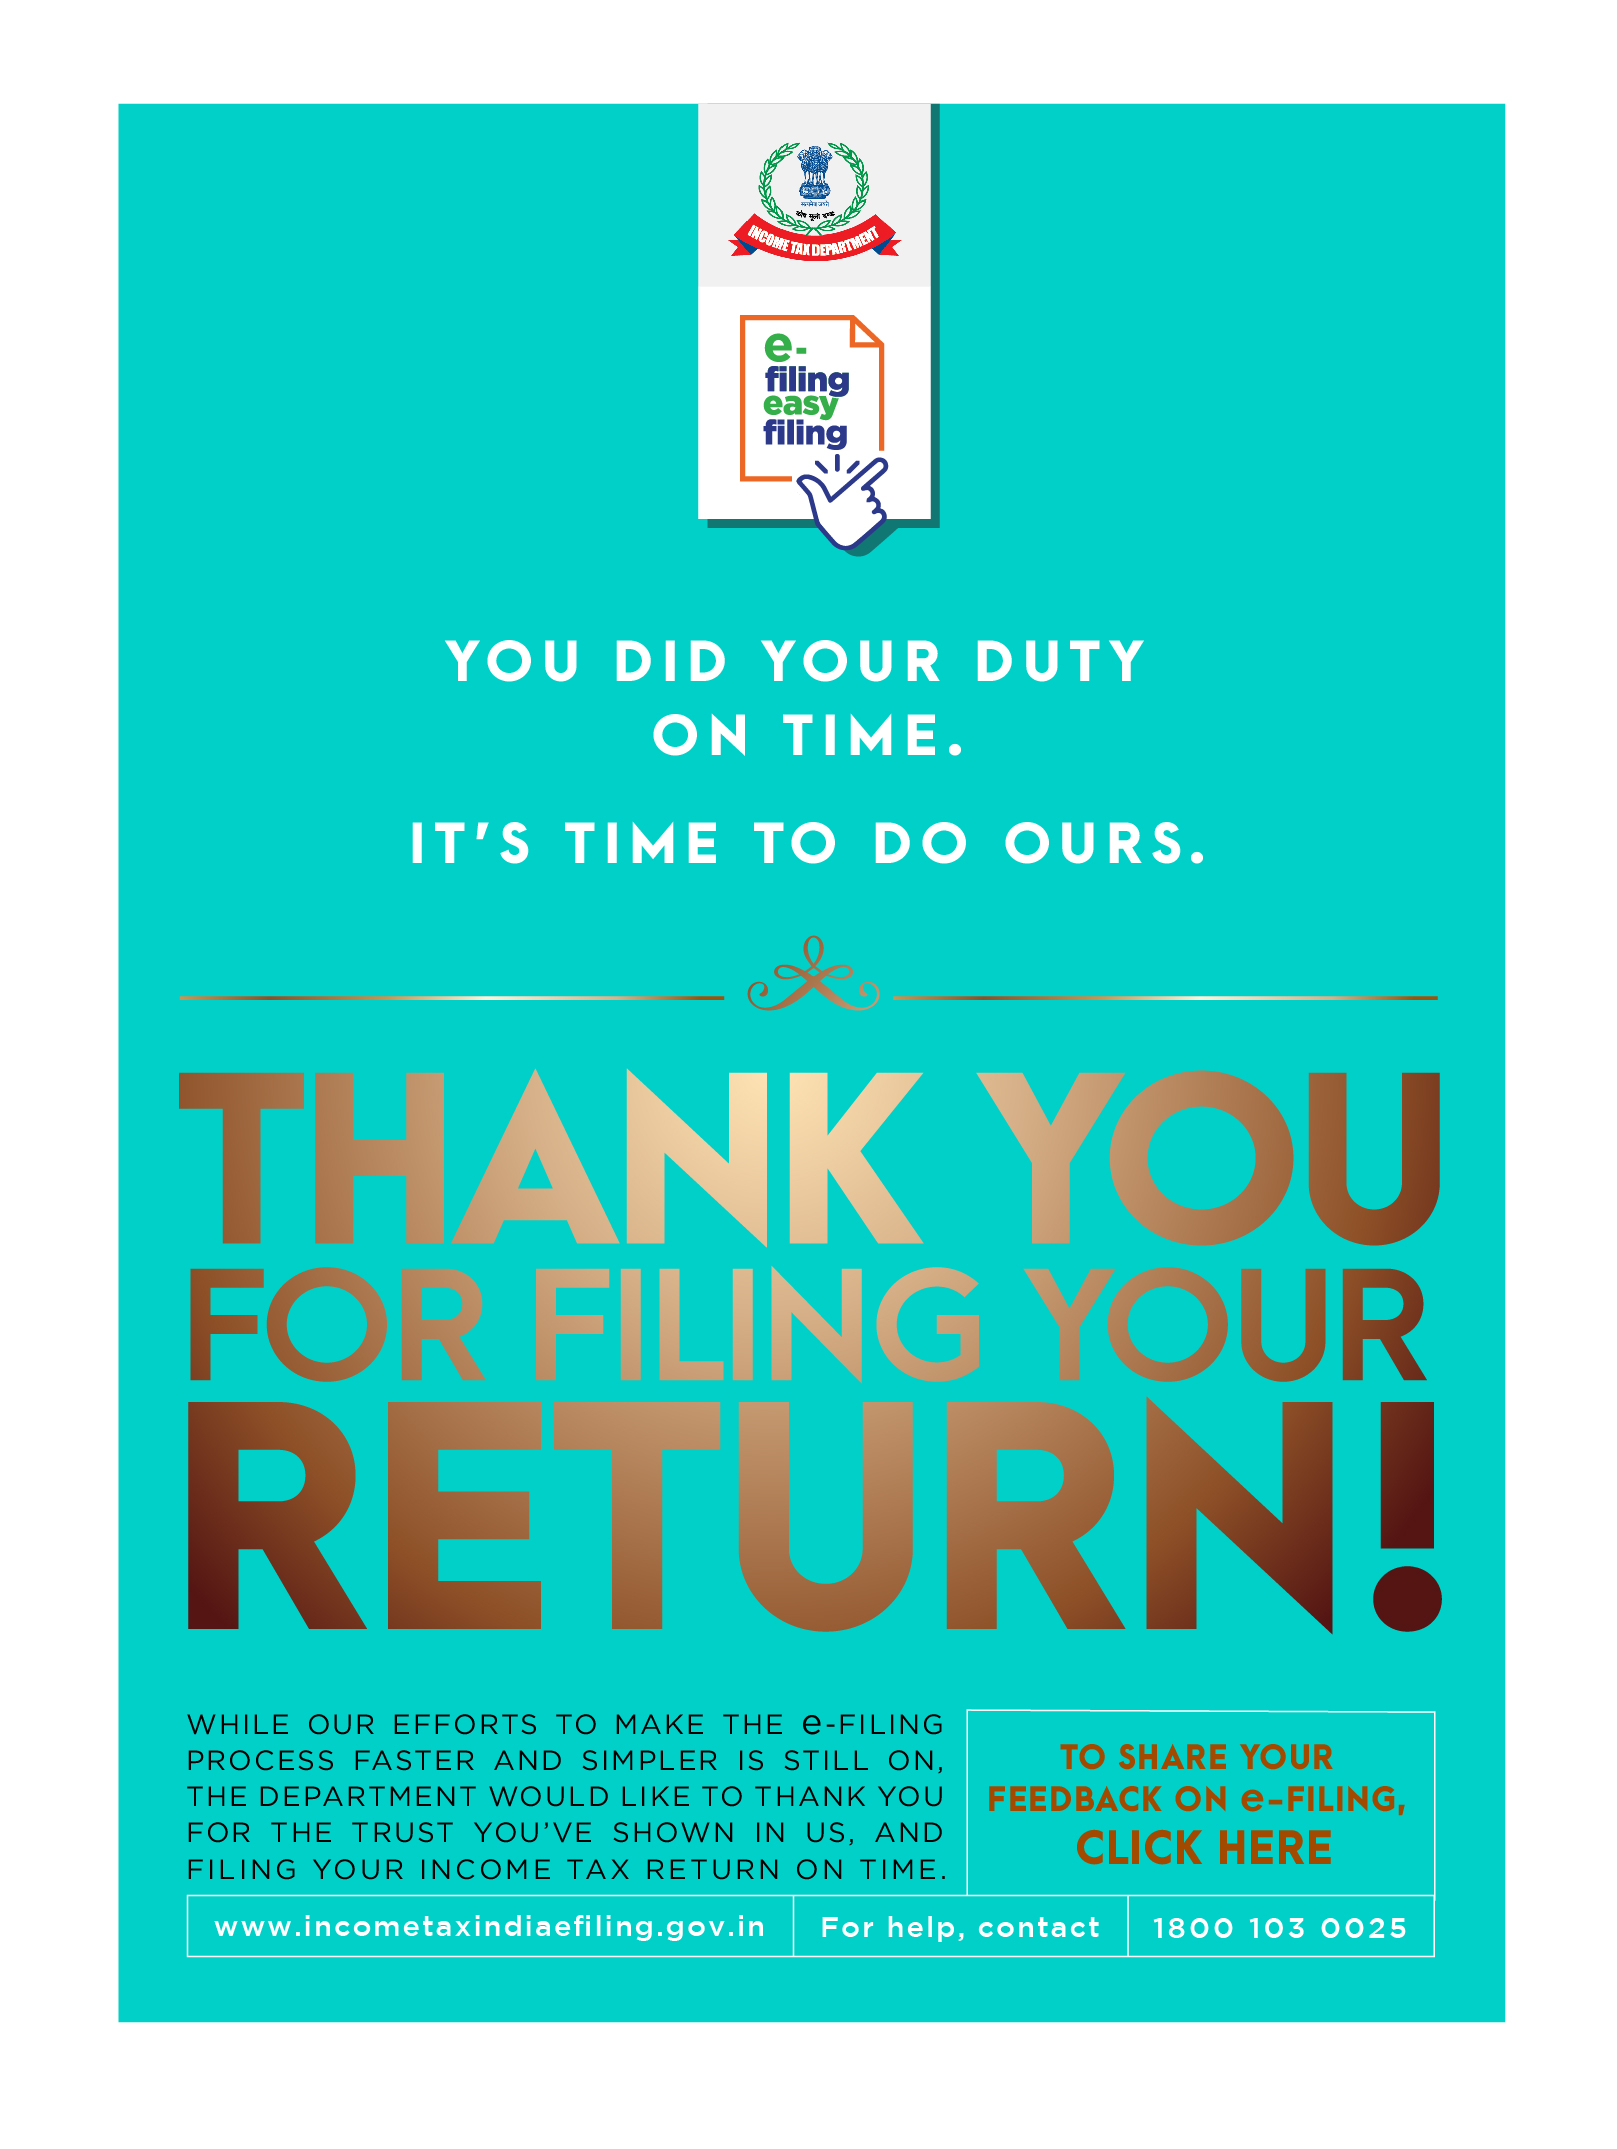 सत्यमेव जयते
कोष मूलो दण्डः
INCOME TAX DEPARTMENT
e-
filing
easy
filing
YOU DID YOUR DUTY
ON TIME.
IT'S TIME TO DO OURS.
THANK YOU
FOR FILING YOUR
RETURN!
WHILE OUR EFFORTS TO MAKE THE e-FILING
PROCESS FASTER AND SIMPLER IS STILL ON,
THE DEPARTMENT WOULD LIKE TO THANK YOU
FOR THE TRUST YOU'VE SHOWN IN US, AND
FILING YOUR INCOME TAX RETURN ON TIME.
TO SHARE YOUR
FEEDBACK ON e-FILING,
CLICK HERE
www.incometaxindiaefiling.gov.in
For help, contact
1800 103 0025